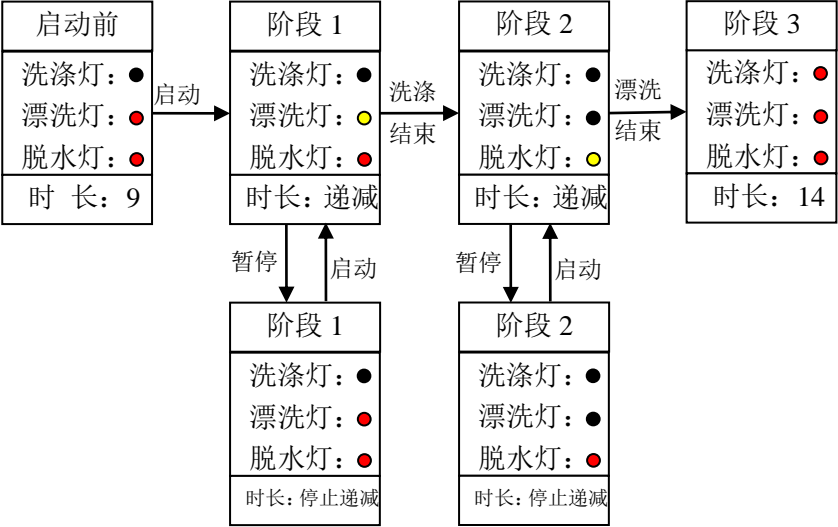 启动前
洗涤灯：
漂洗灯：
脱水灯：
时 长：9
启动
阶段 1
洗涤灯：
漂洗灯：
脱水灯：
时长：递减
洗涤
结束
阶段 2
洗涤灯：
漂洗灯：
脱水灯：
时长：递减
漂洗
结束
阶段 3
洗涤灯：
漂洗灯：
脱水灯：
时长：14
暂停
启动
暂停
启动
阶段 1
洗涤灯：
漂洗灯：
脱水灯：
时长：停止递减
阶段 2
洗涤灯：
漂洗灯：
脱水灯：
时长：停止递减